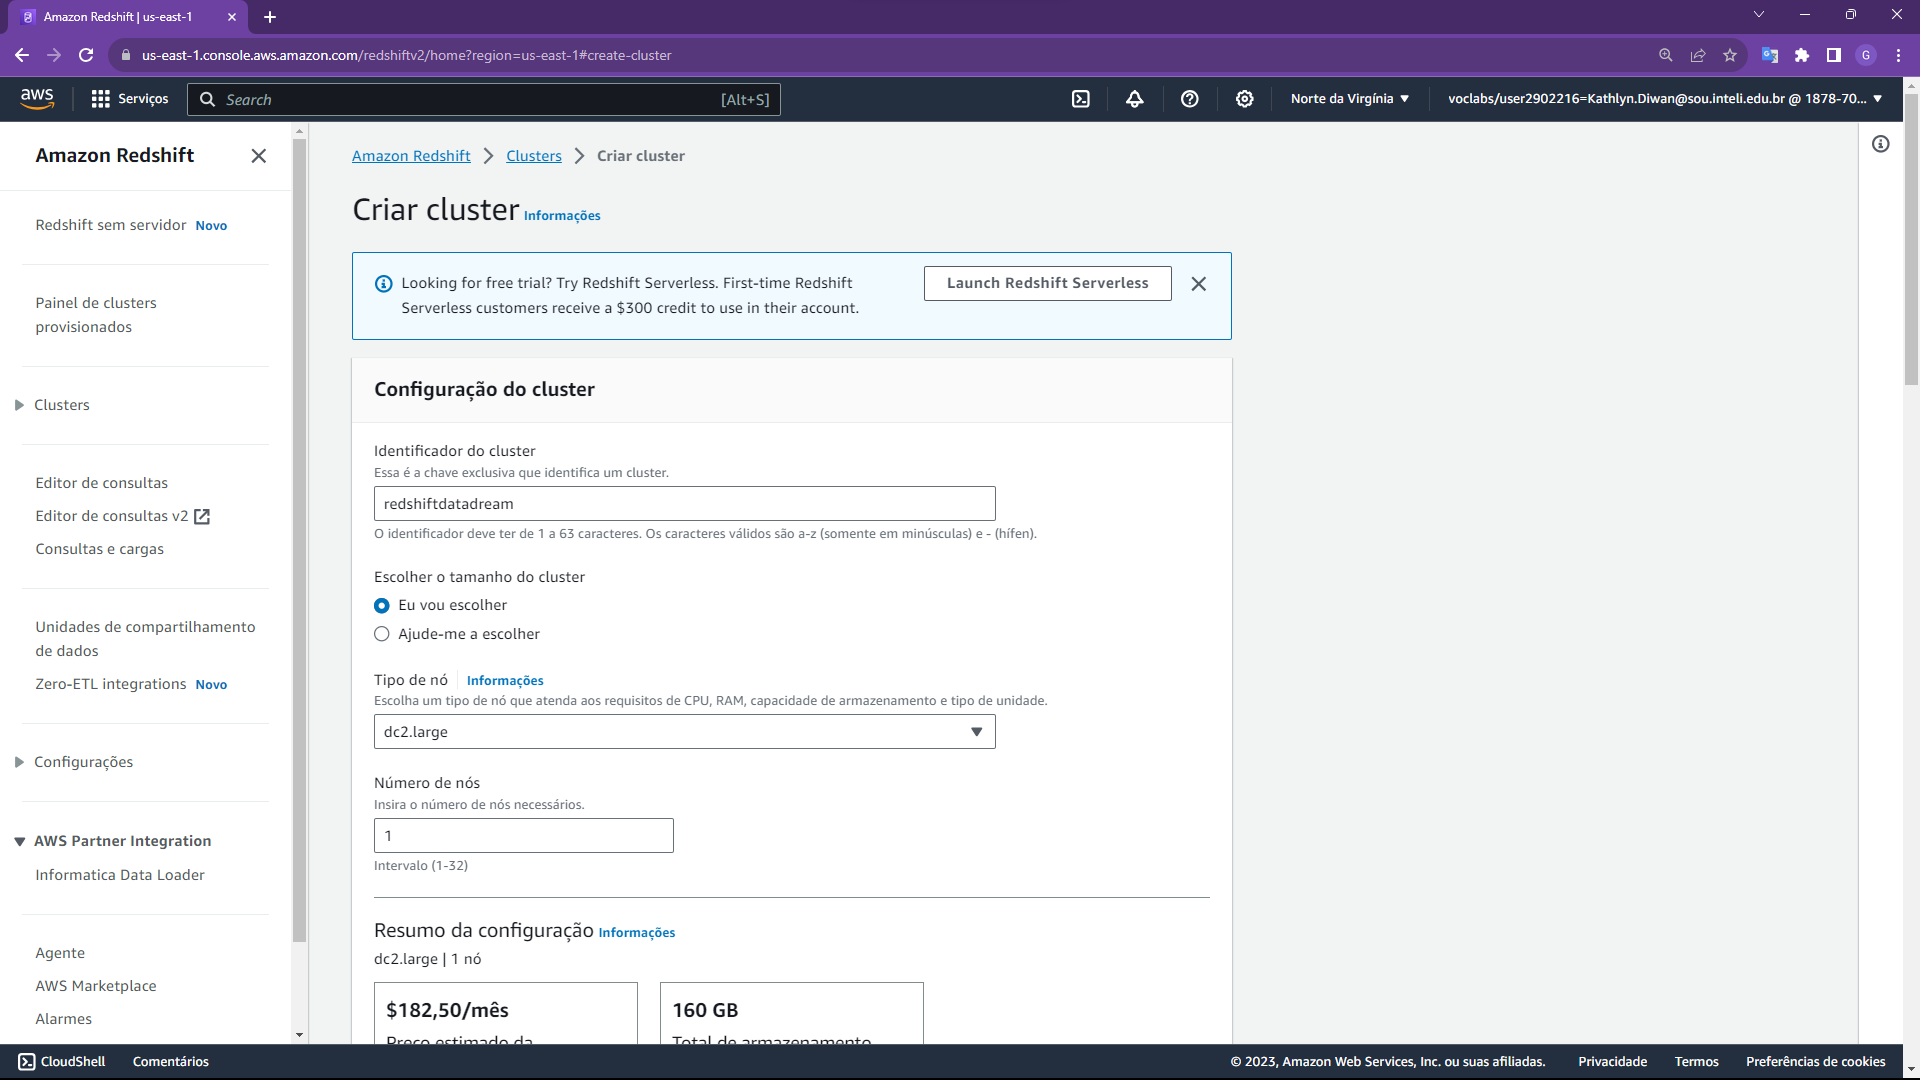 Amazon Redshift | us-east-1
us-east-1.console.aws.amazon.com/redshiftv2/home?region=us-east-1#create-cluster
G
aws
Serviços
Search
[Alt+S]
Norte da Virgínia
voclabs/user2902216=Kathlyn.Diwan@sou.inteli.edu.br @ 1878-70...
Amazon Redshift
Redshift sem servidor Novo
Painel de clusters
provisionados
Clusters
Editor de consultas
Editor de consultas v2
Consultas e cargas
Unidades de compartilhamento
de dados
Zero-ETL integrations Novo
Configurações
AWS Partner Integration
Informatica Data Loader
Agente
AWS Marketplace
Alarmes
Amazon Redshift
Clusters
Criar cluster
Criar cluster Informações
Looking for free trial? Try Redshift Serverless. First-time Redshift
Serverless customers receive a $300 credit to use in their account.
Launch Redshift Serverless
Configuração do cluster
Identificador do cluster
Essa é a chave exclusiva que identifica um cluster.
redshiftdatadream
O identificador deve ter de 1 a 63 caracteres. Os caracteres válidos são a-z (somente em minúsculas) e - (hífen).
Escolher o tamanho do cluster
Eu vou escolher
Ajude-me a escolher
Tipo de nó Informações
Escolha um tipo de nó que atenda aos requisitos de CPU, RAM, capacidade de armazenamento e tipo de unidade.
dc2.large
Número de nós
Insira o número de nós necessários.
1
Intervalo (1-32)
Resumo da configuração Informações
dc2.large | 1 nó
$182,50/mês
Preço estimado da
160 GB
Total de armazenamento
CloudShell
Comentários
© 2023, Amazon Web Services, Inc. ou suas afiliadas.
Privacidade
Termos
Preferências de cookies